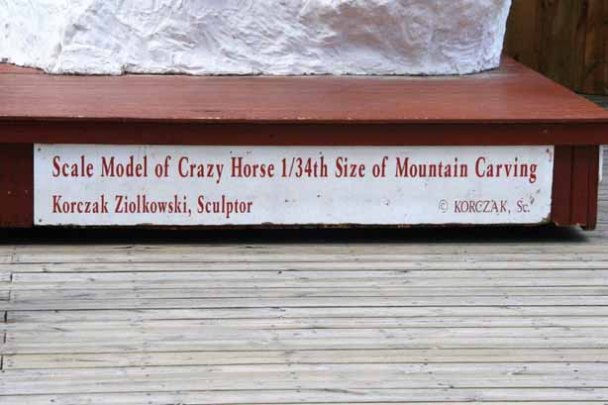 Scale Model of Crazy Horse 1/34th Size of Mountain Carving
Korczak Ziolkowski, Sculptor © KORCZAK, Sc.